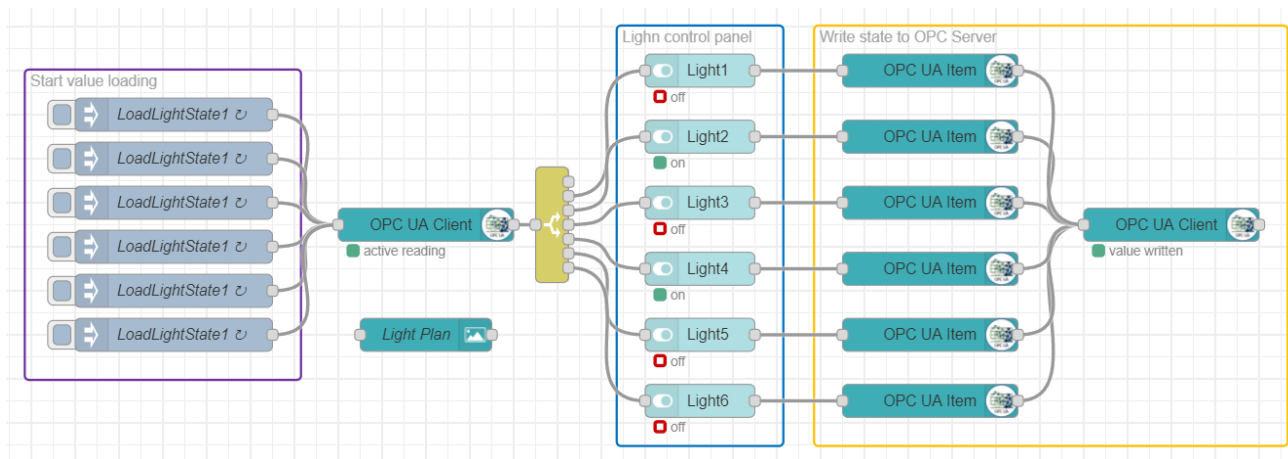 Start value loading
LoadLightState1 ↻
LoadLightState1 ↻
LoadLightState1 ↻
LoadLightState1 ↻
LoadLightState1 ↻
LoadLightState1 ↻
OPC UA Client
active reading
Light Plan
Lighn control panel
Light1
off
Light2
on
Light3
off
Light4
on
Light5
off
Light6
off
Write state to OPC Server
OPC UA Item
OPC UA Item
OPC UA Item
OPC UA Item
OPC UA Item
OPC UA Item
OPC UA Client
value written